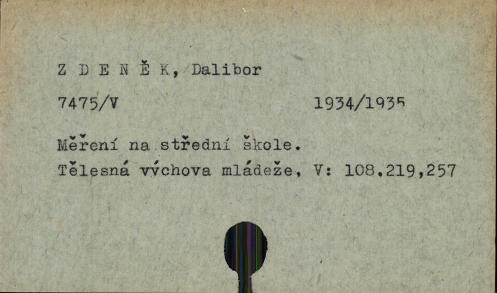 Z D E N Ě K, Dalibor
7475/V 1934/1935
Měření na střední škole.
Tělesná výchova mládeže, V: 108,219,257